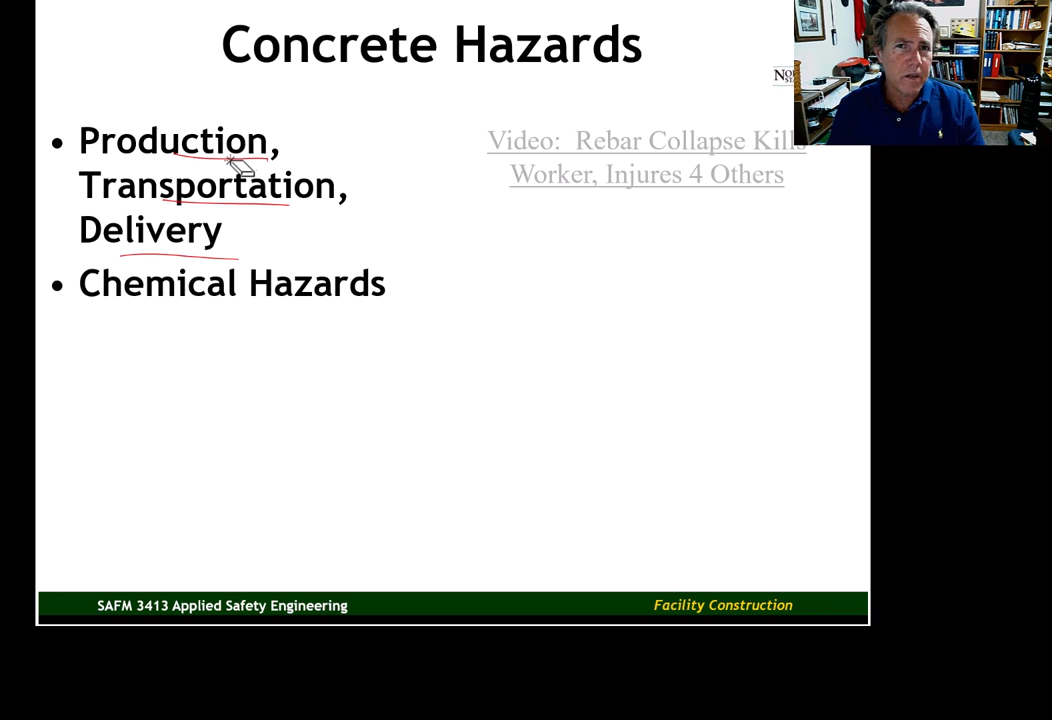 Concrete Hazards
• Production,
Transportation,
Delivery
• Chemical Hazards
Video: Rebar Collapse Kills
Worker, Injures 4 Others
SAFM 3413 Applied Safety Engineering
Facility Construction